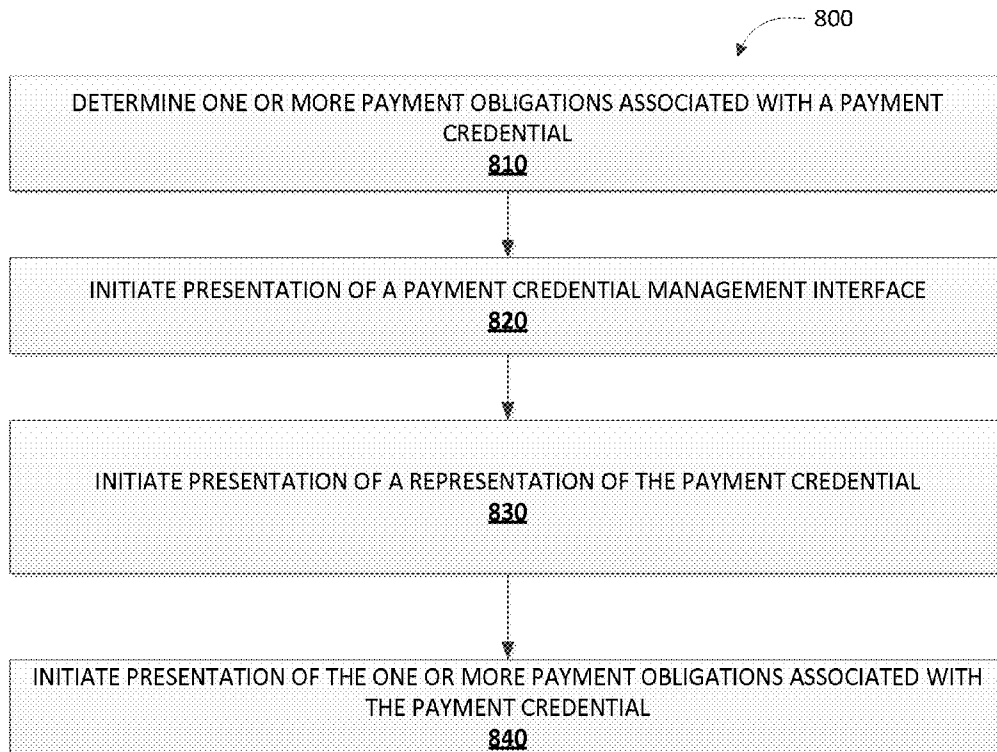 800
DETERMINE ONE OR MORE PAYMENT OBLIGATIONS ASSOCIATED WITH A PAYMENT
CREDENTIAL
810
INITIATE PRESENTATION OF A PAYMENT CREDENTIAL MANAGEMENT INTERFACE
820
INITIATE PRESENTATION OF A REPRESENTATION OF THE PAYMENT CREDENTIAL
830
INITIATE PRESENTATION OF THE ONE OR MORE PAYMENT OBLIGATIONS ASSOCIATED WITH
THE PAYMENT CREDENTIAL
840